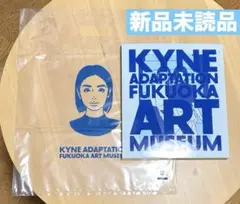 新品未読品
KYNE
ADAPTATION
FUKUOKA
ART
MUSEUM
KYNE ADAPTATION
FUKUOKA ART MUSE